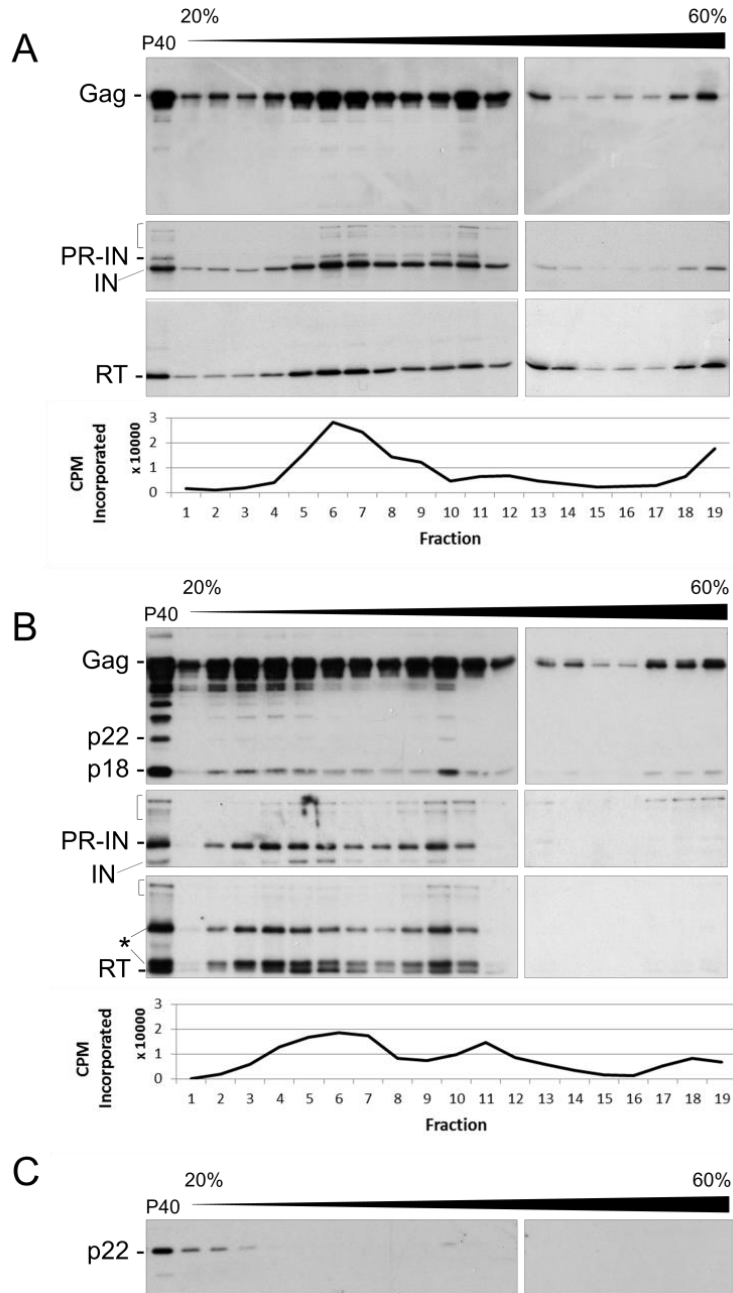 20% 60%
A P40
Gag -
PR-IN -
IN
RT -
CPM Incorporated x 10000
3
2
1
0
1 2 3 4 5 6 7 8 9 10 11 12 13 14 15 16 17 18 19
Fraction
20% 60%
B P40
Gag -
p22 -
p18 -
PR-IN -
IN
*
RT -
CPM Incorporated x 10000
3
2
1
0
1 2 3 4 5 6 7 8 9 10 11 12 13 14 15 16 17 18 19
Fraction
C
20% 60%
P40
p22 -